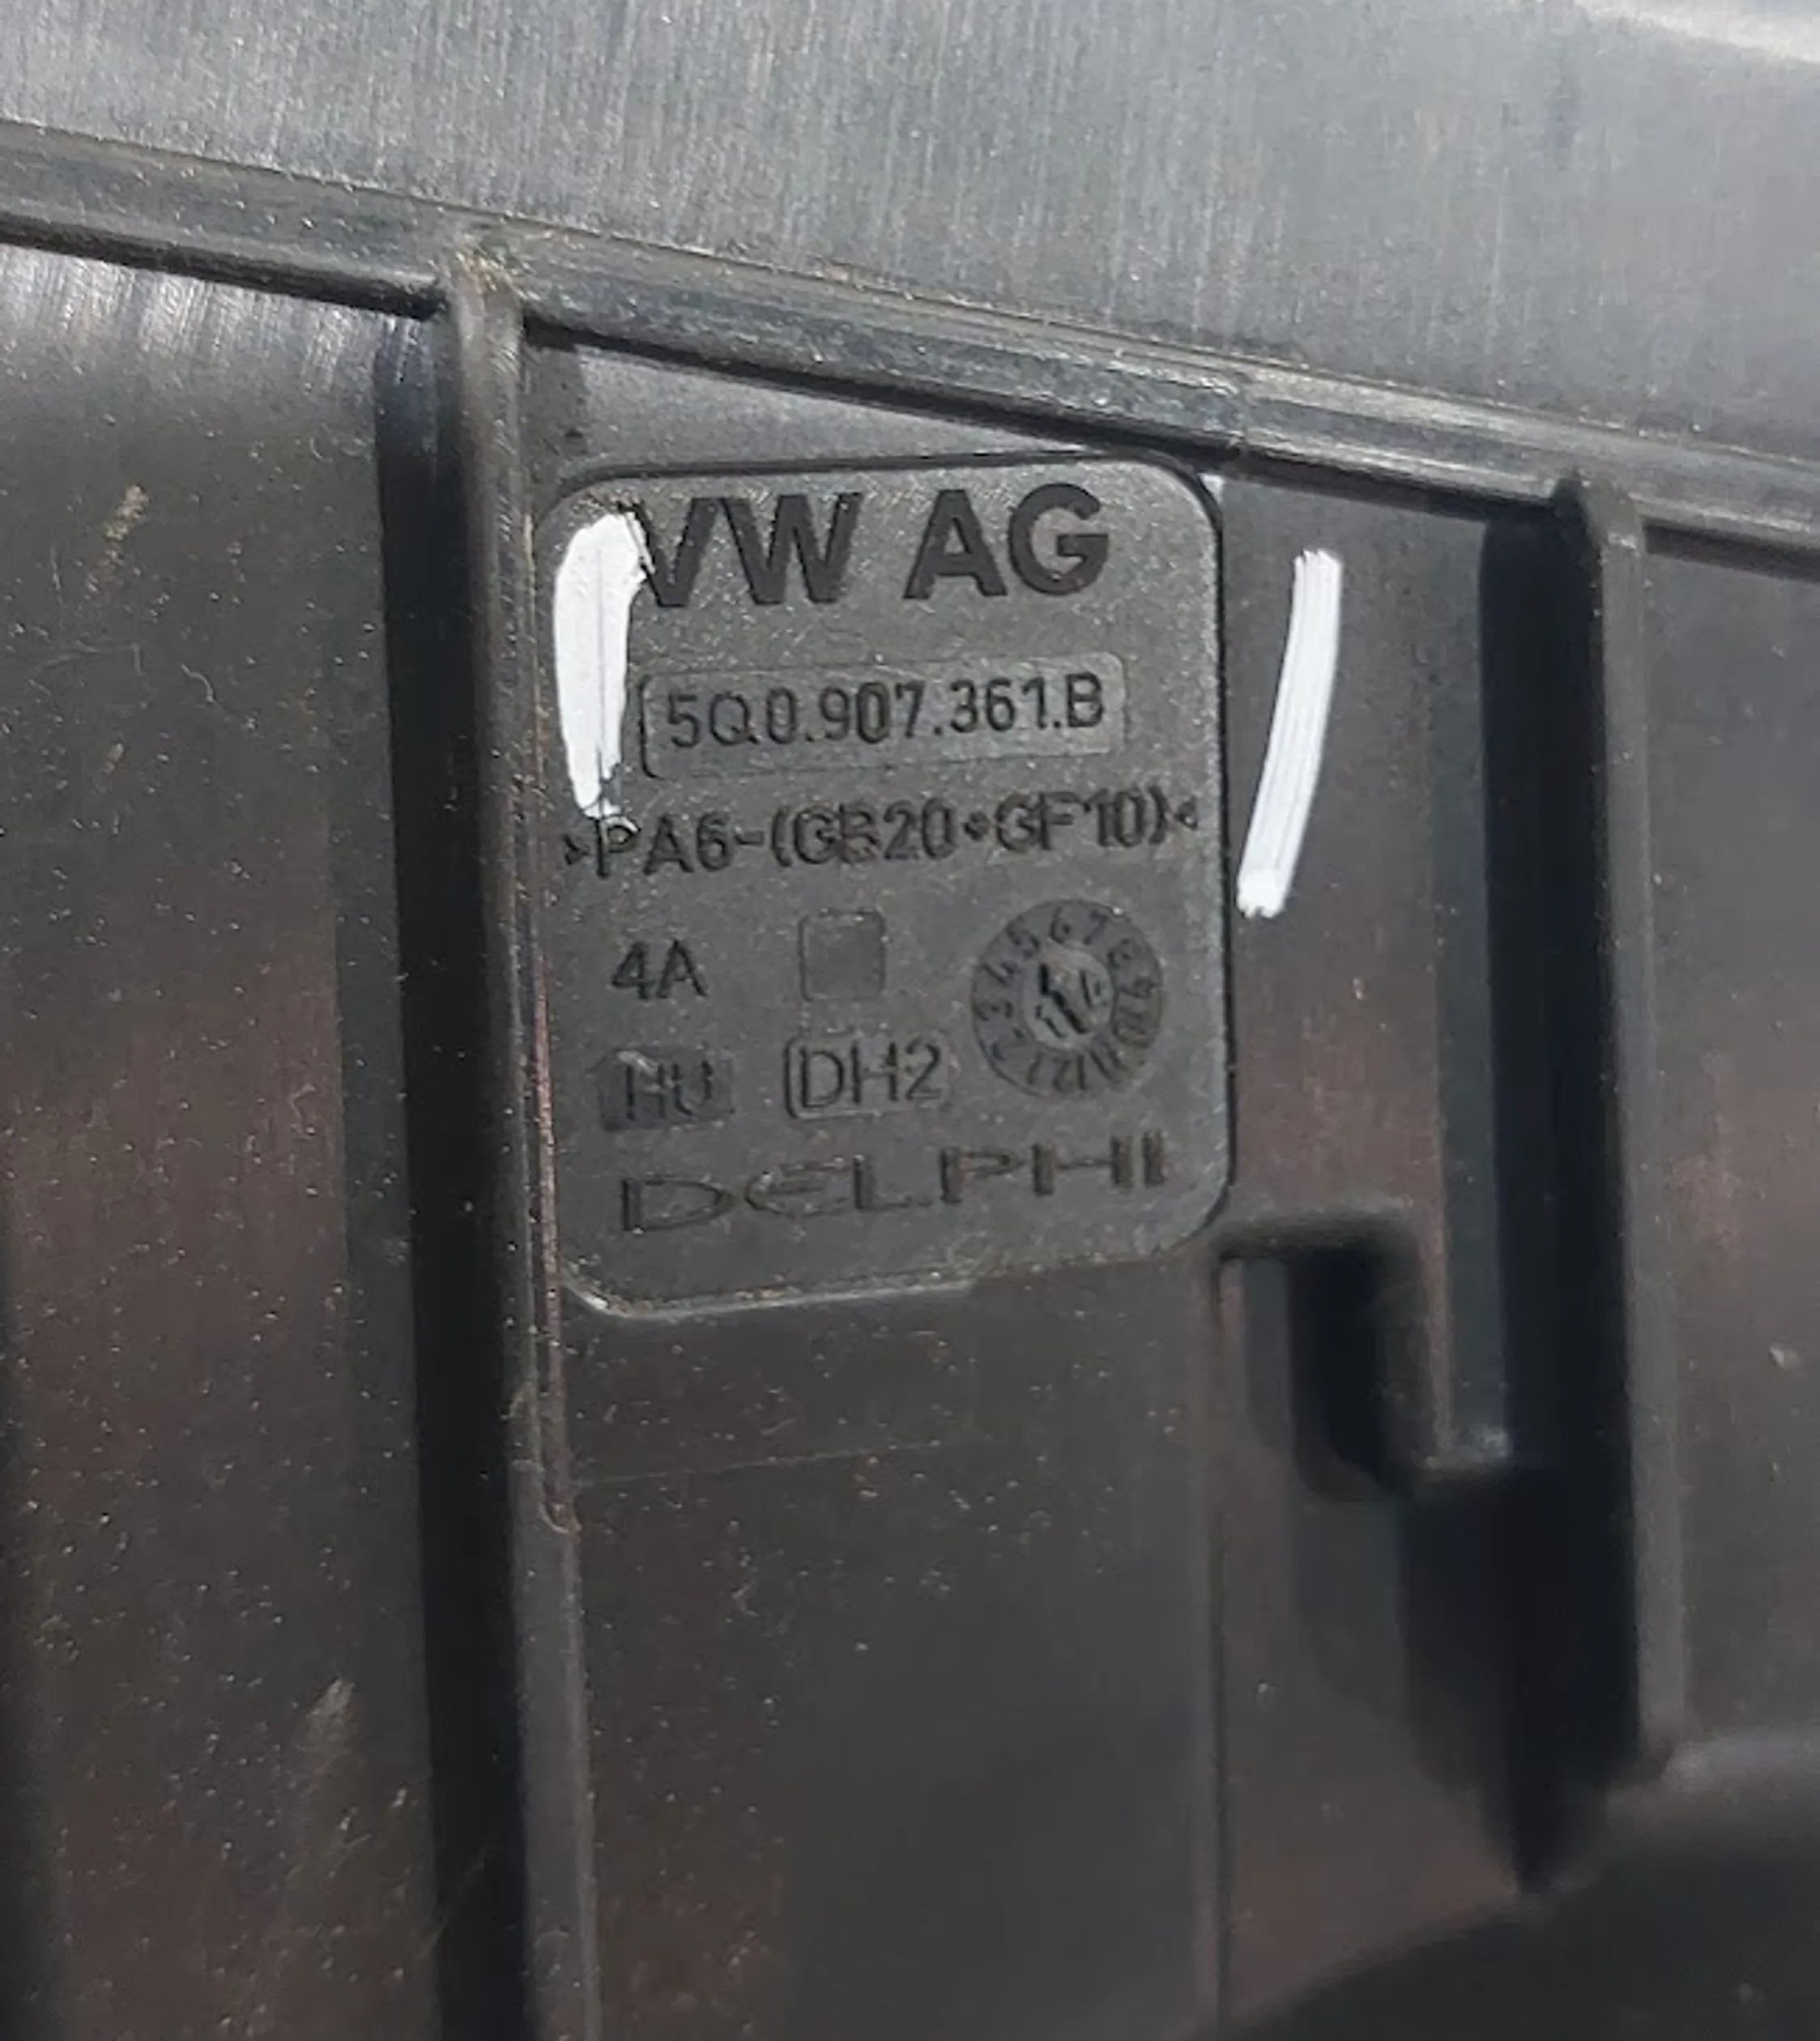 VW AG
5Q0.907.361.B
>PA6-(GB20+GF10)<
4A
HU DH2
DELPHI